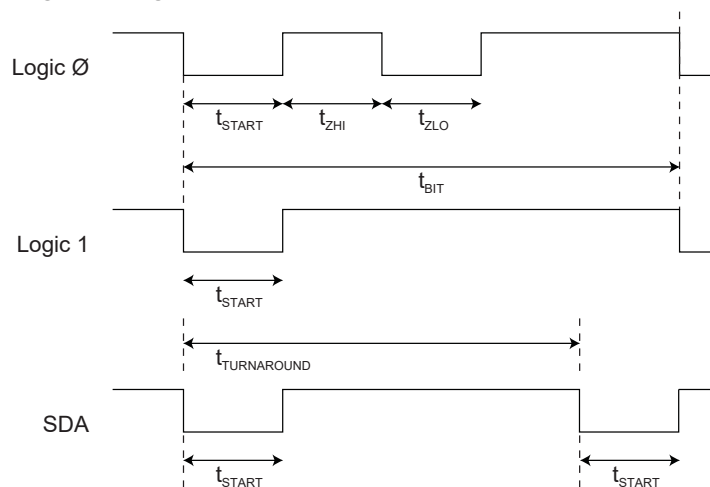 Logic Ø
tSTART tZHI tZLO
tBIT
Logic 1
tSTART
tTURNAROUND
SDA
tSTART tSTART